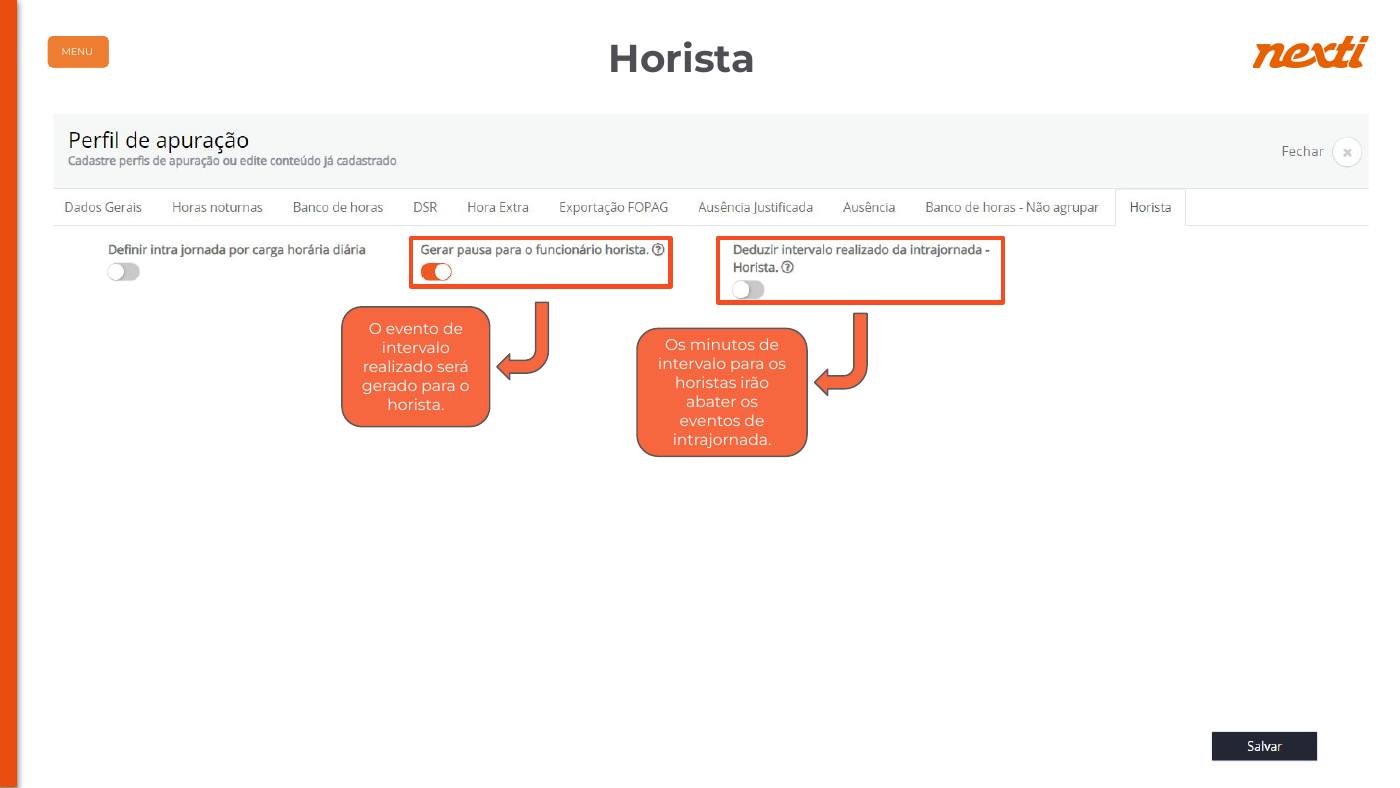 MENU
Horista
nexti
Perfil de apuração
Cadastre perfis de apuração ou edite conteúdo já cadastrado
Fechar
Dados Gerais Horas noturnas Banco de horas DSR Hora Extra Exportação FOPAG Ausência Justificada Ausência Banco de horas - Não agrupar Horista
Definir intra jornada por carga horária diária
Gerar pausa para o funcionário horista.
Deduzir intervalo realizado da intrajornada -
Horista.
O evento de
intervalo
realizado será
gerado para o
horista.
Os minutos de
intervalo para os
horistas irão
abater os
eventos de
intrajornada.
Salvar